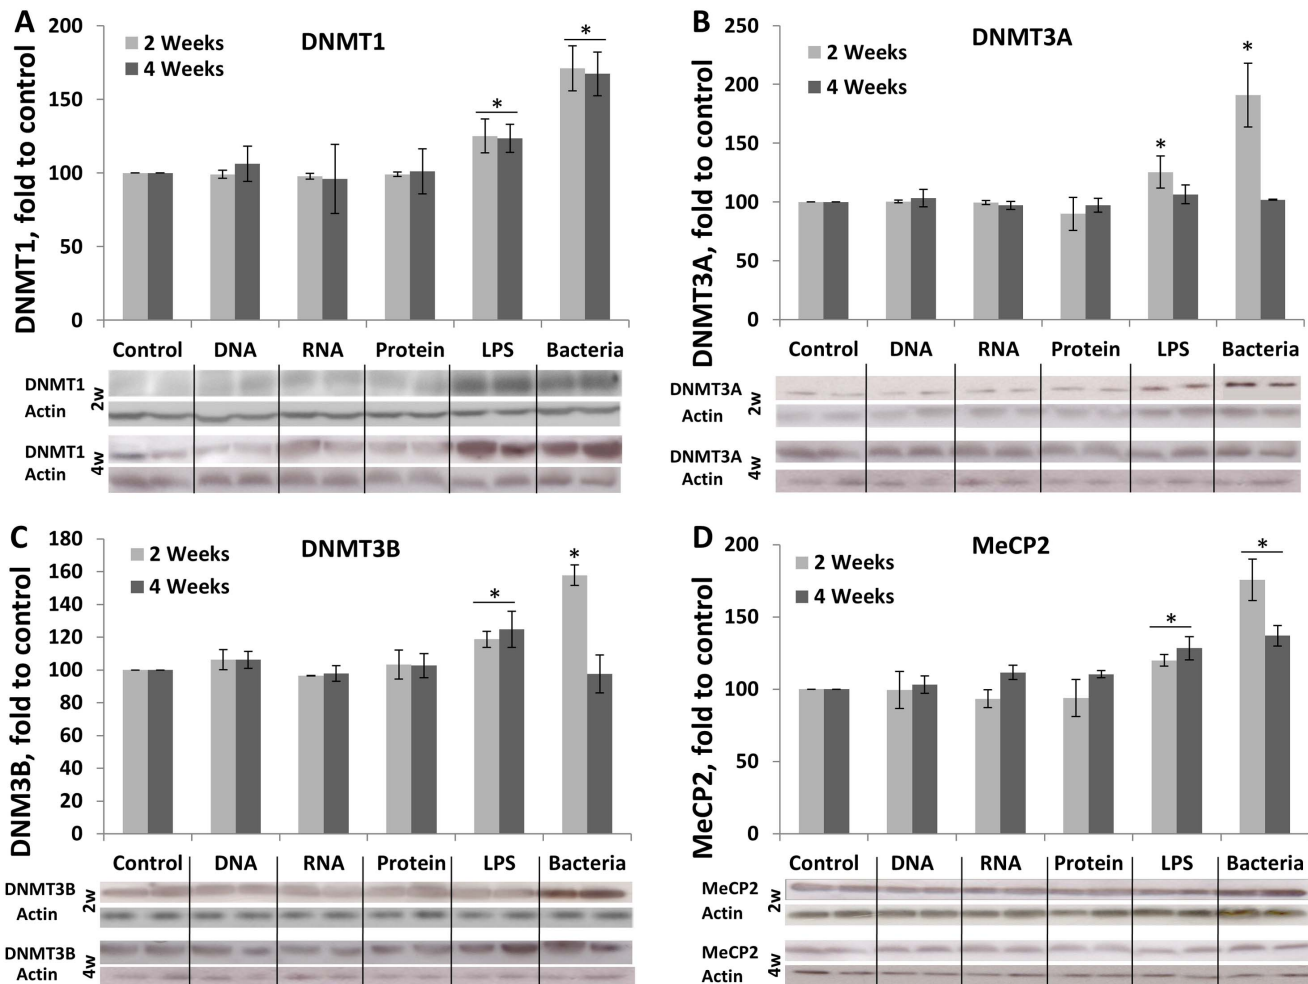 A
DNMT1
2 Weeks
4 Weeks
DNMT1, fold to control
200
150
100
50
0
Control DNA RNA Protein LPS Bacteria
DNMT1
Actin
2w
DNMT1
Actin
4w
B
DNMT3A
2 Weeks
4 Weeks
DNMT3A, fold to control
250
200
150
100
50
0
* *
Control DNA RNA Protein LPS Bacteria
DNMT3A
Actin
2w
DNMT3A
Actin
4w
C
DNMT3B
2 Weeks
4 Weeks
DNM3B, fold to control
180
160
140
120
100
80
60
40
20
0
* *
Control DNA RNA Protein LPS Bacteria
DNMT3B
Actin
2w
DNMT3B
Actin
4w
D
MeCP2
2 Weeks
4 Weeks
MeCP2, fold to control
200
150
100
50
0
* *
Control DNA RNA Protein LPS Bacteria
MeCP2
Actin
2w
MeCP2
Actin
4w